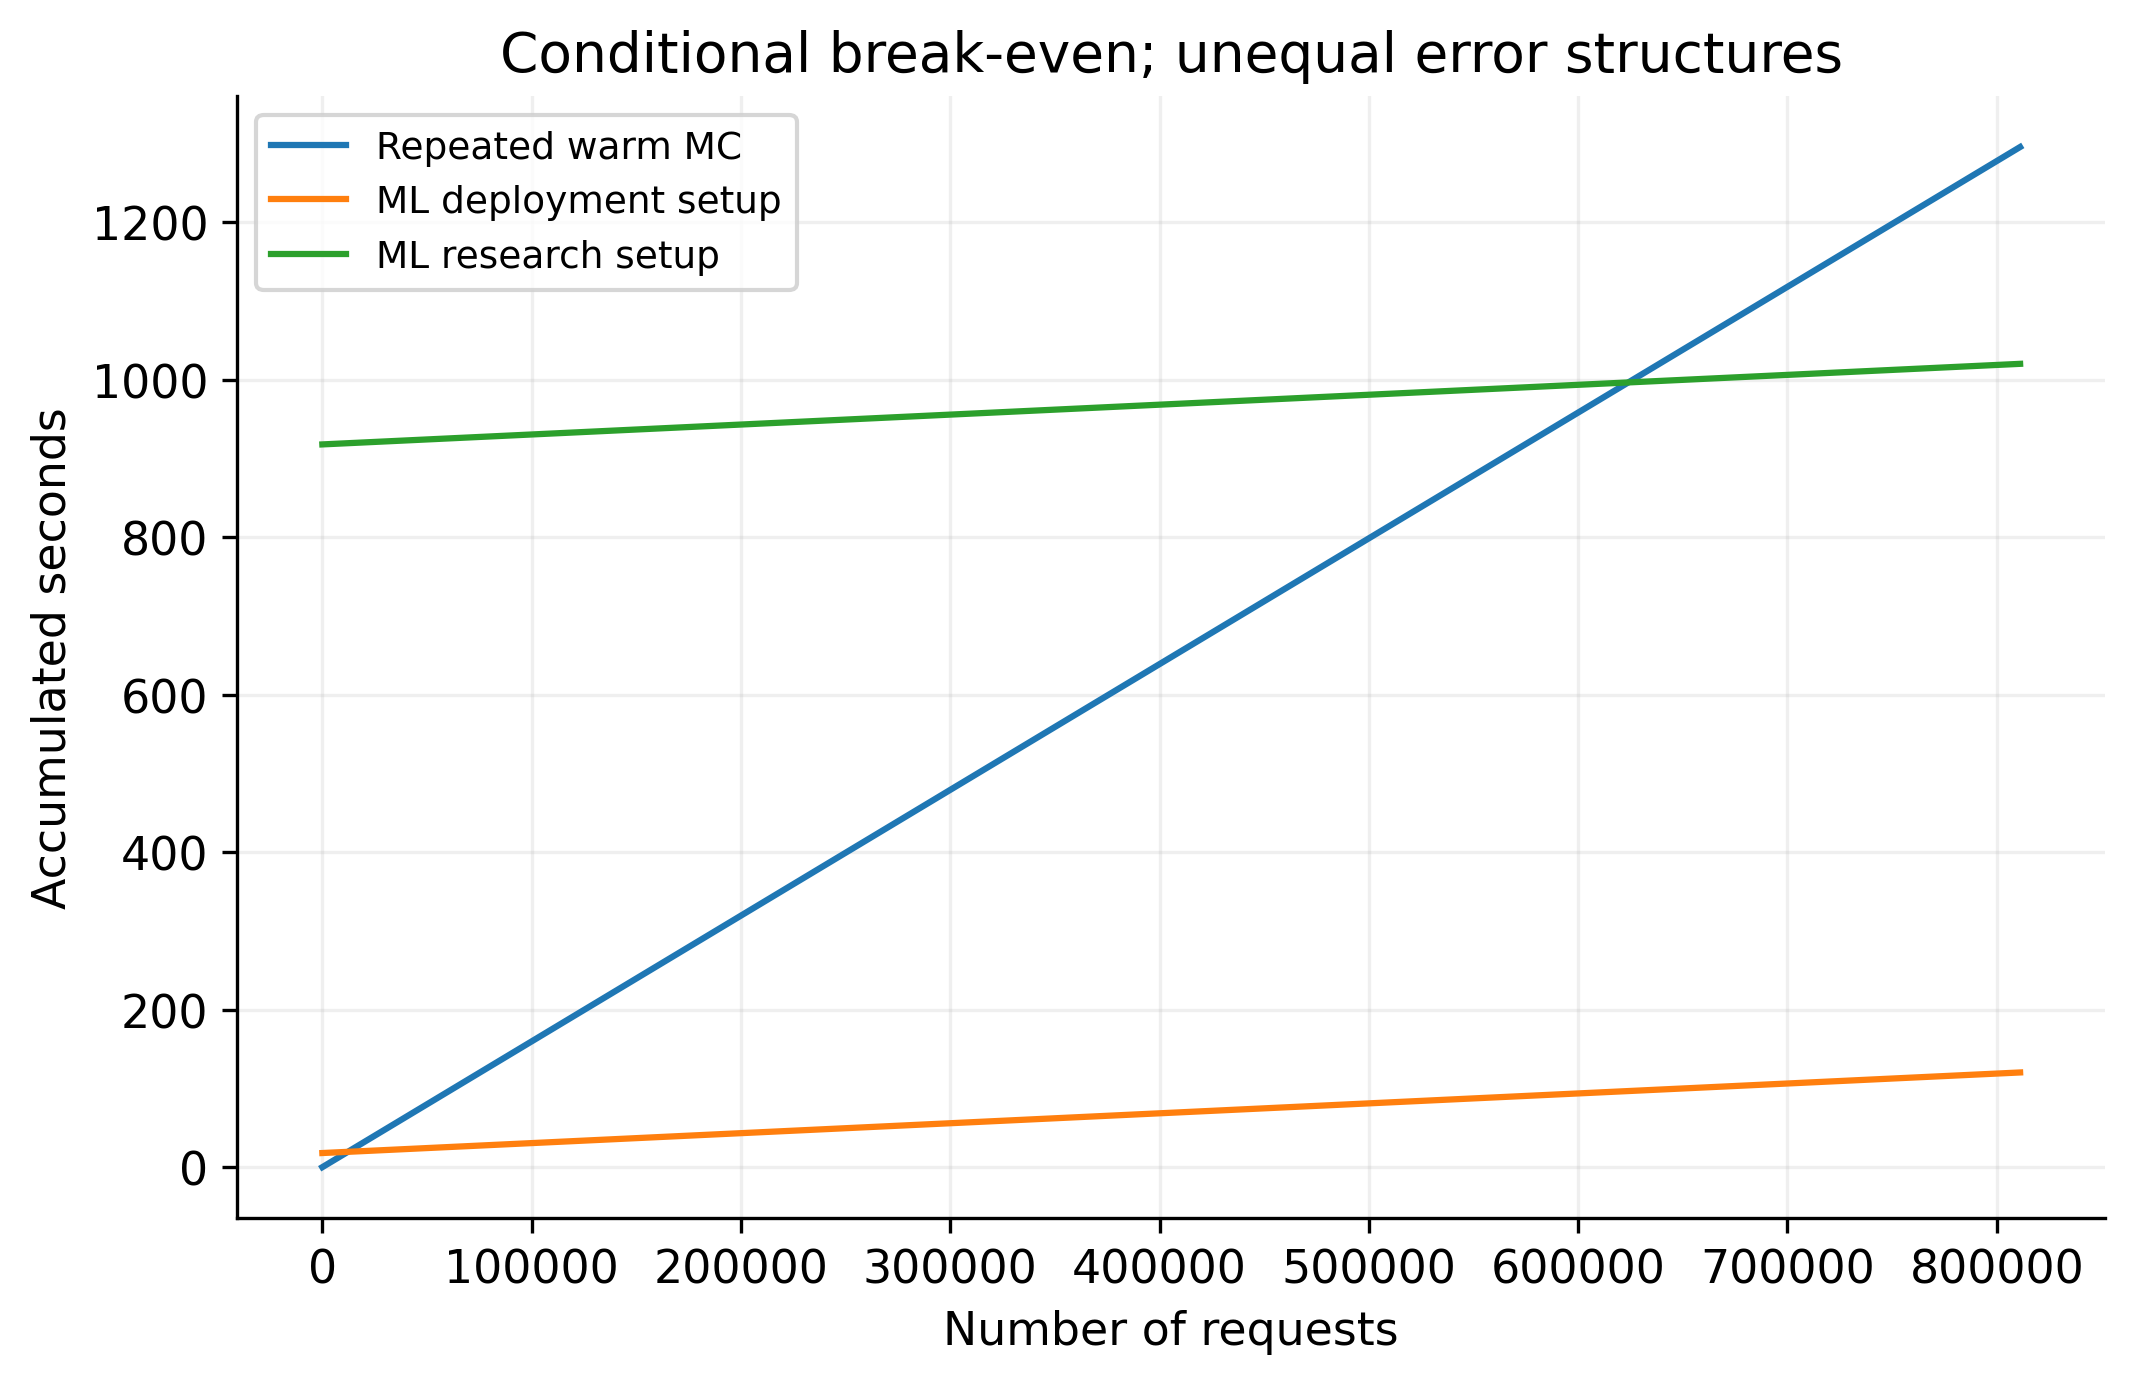 Conditional break-even; unequal error structures
Repeated warm MC
ML deployment setup
ML research setup
Accumulated seconds
1200
1000
800
600
400
200
0
0 100000 200000 300000 400000 500000 600000 700000 800000
Number of requests